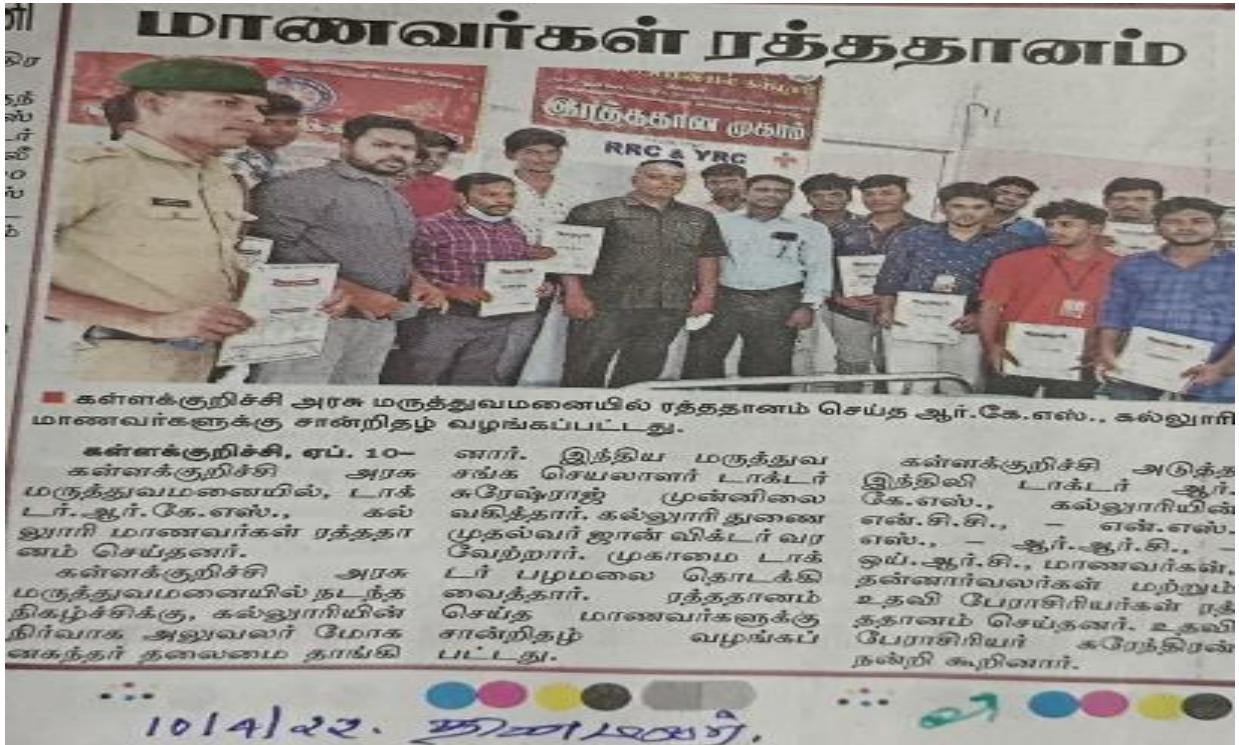 மாணவர்கள் ரத்ததானம்
இரத்ததான முகாம்
RRC & YRC
கள்ளக்குறிச்சி அரசு மருத்துவமனையில் ரத்ததானம் செய்த ஆர்.கே.எஸ்., கல்லூரி
மாணவர்களுக்கு சான்றிதழ் வழங்கப்பட்டது.
கள்ளக்குறிச்சி, ஏப். 10–
கள்ளக்குறிச்சி அரசு
மருத்துவமனையில், டாக்
டர்.ஆர்.கே.எஸ்., கல்
லூரி மாணவர்கள் ரத்ததா
னம் செய்தனர்.
கள்ளக்குறிச்சி அரசு
மருத்துவமனையில் நடந்த
நிகழ்ச்சிக்கு, கல்லூரியின்
நிர்வாக அலுவலர் மோக
னசுந்தர் தலைமை தாங்கி
னார். இந்திய மருத்துவ
சங்க செயலாளர் டாக்டர்
சுரேஷ்ராஜ் முன்னிலை
வகித்தார். கல்லூரி துணை
முதல்வர் ஜான் விக்டர் வர
வேற்றார். முகாமை டாக்
டர் பழமலை தொடக்கி
வைத்தார். ரத்ததானம்
செய்த மாணவர்களுக்கு
சான்றிதழ் வழங்கப்
பட்டது.
கள்ளக்குறிச்சி அடுத்த
இந்திலி டாக்டர் ஆர்.
கே.எஸ்., கல்லூரியின்
என்.சி.சி., – என்.எஸ்.
எஸ்., – ஆர்.ஆர்.சி., –
ஒய்.ஆர்.சி., மாணவர்கள்,
தன்னார்வலர்கள் மற்றும்
உதவி பேராசிரியர்கள் ரத்
ததானம் செய்தனர். உதவி
பேராசிரியர் சுரேந்திரன்
நன்றி கூறினார்.
10/4/22. தினமலர்.